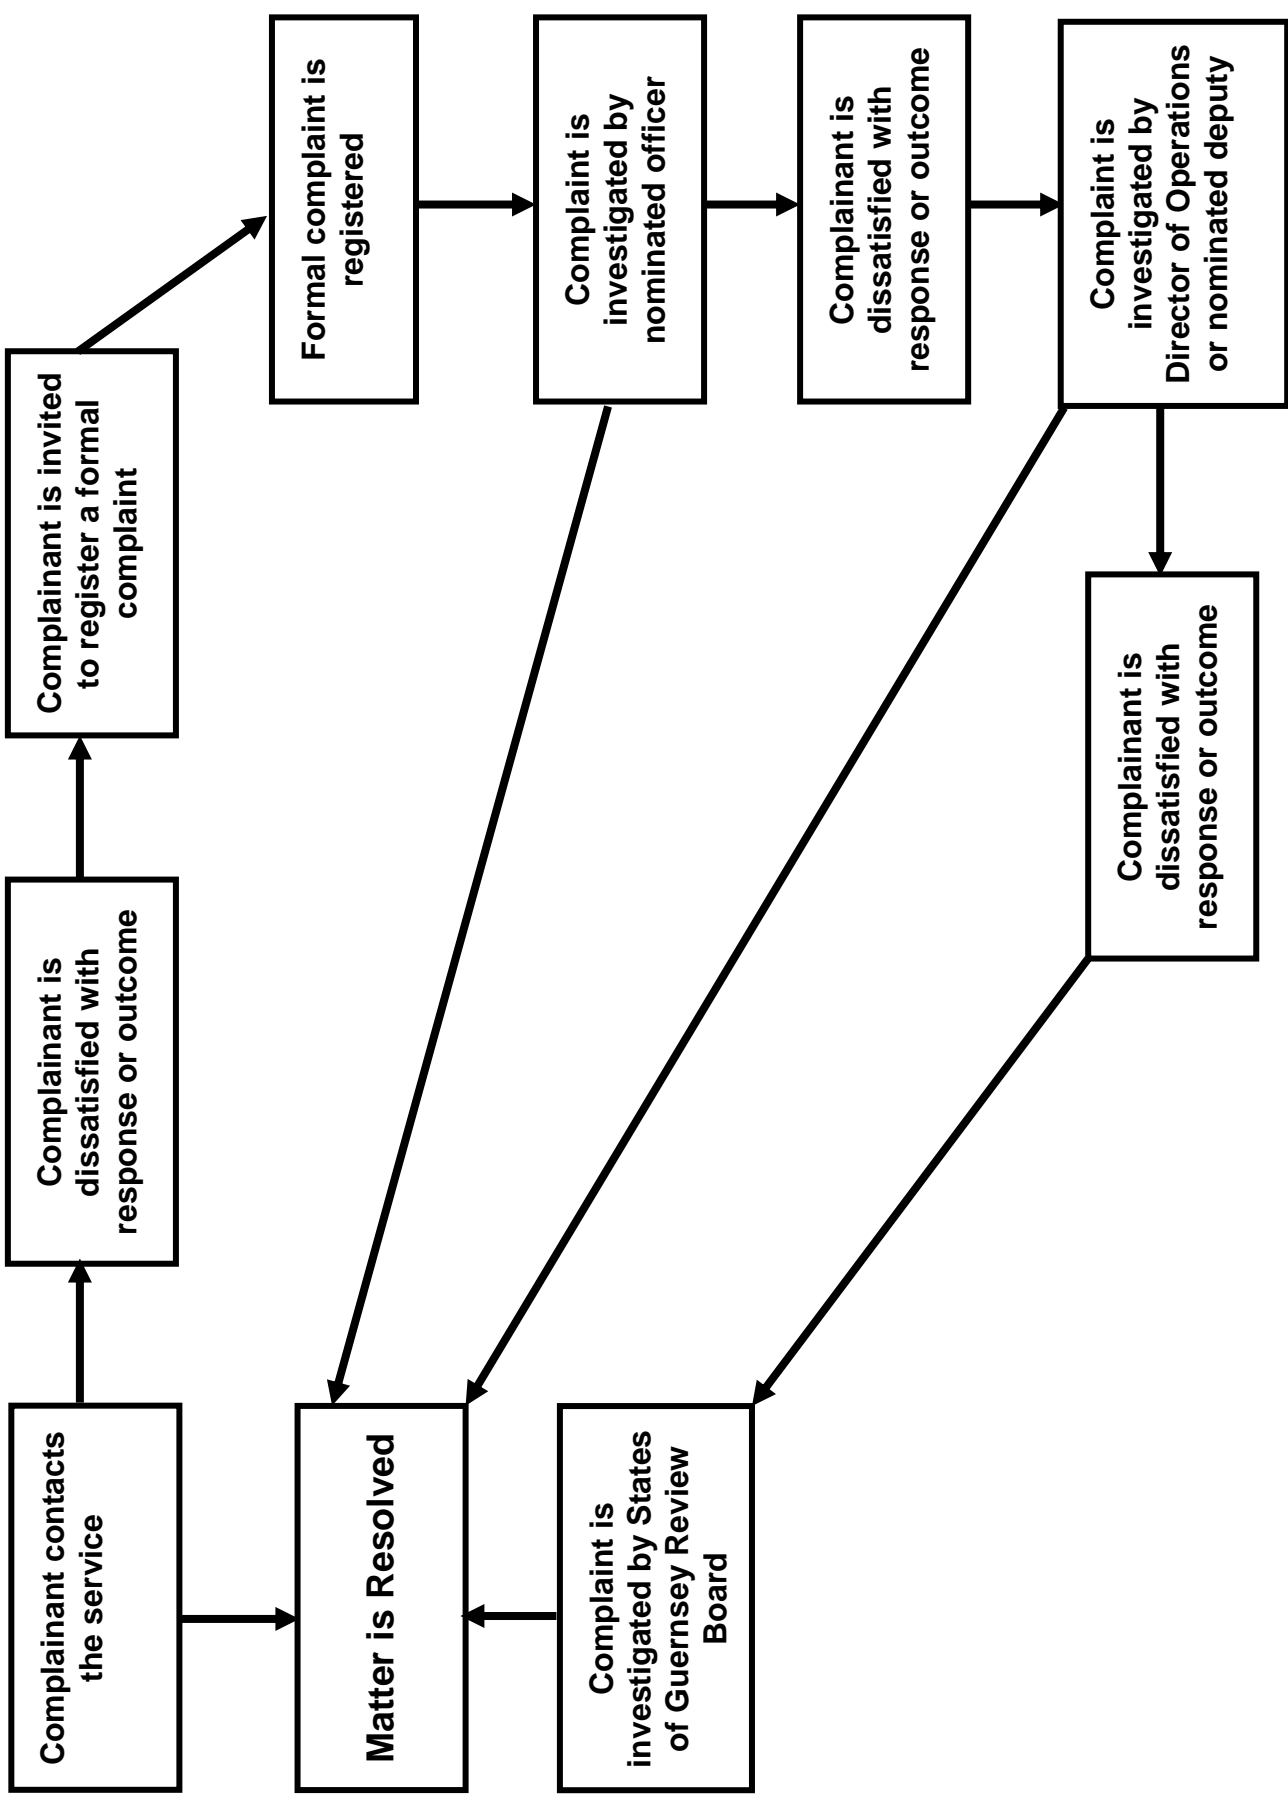 Complainant contacts
the service
Complainant is
dissatisfied with
response or outcome
Complainant is invited
to register a formal
complaint
Formal complaint is
registered
Complaint is
investigated by
nominated officer
Complainant is
dissatisfied with
response or outcome
Complaint is
investigated by
Director of Operations
or nominated deputy
Complainant is
dissatisfied with
response or outcome
Complaint is
investigated by States
of Guernsey Review
Board
Matter is Resolved